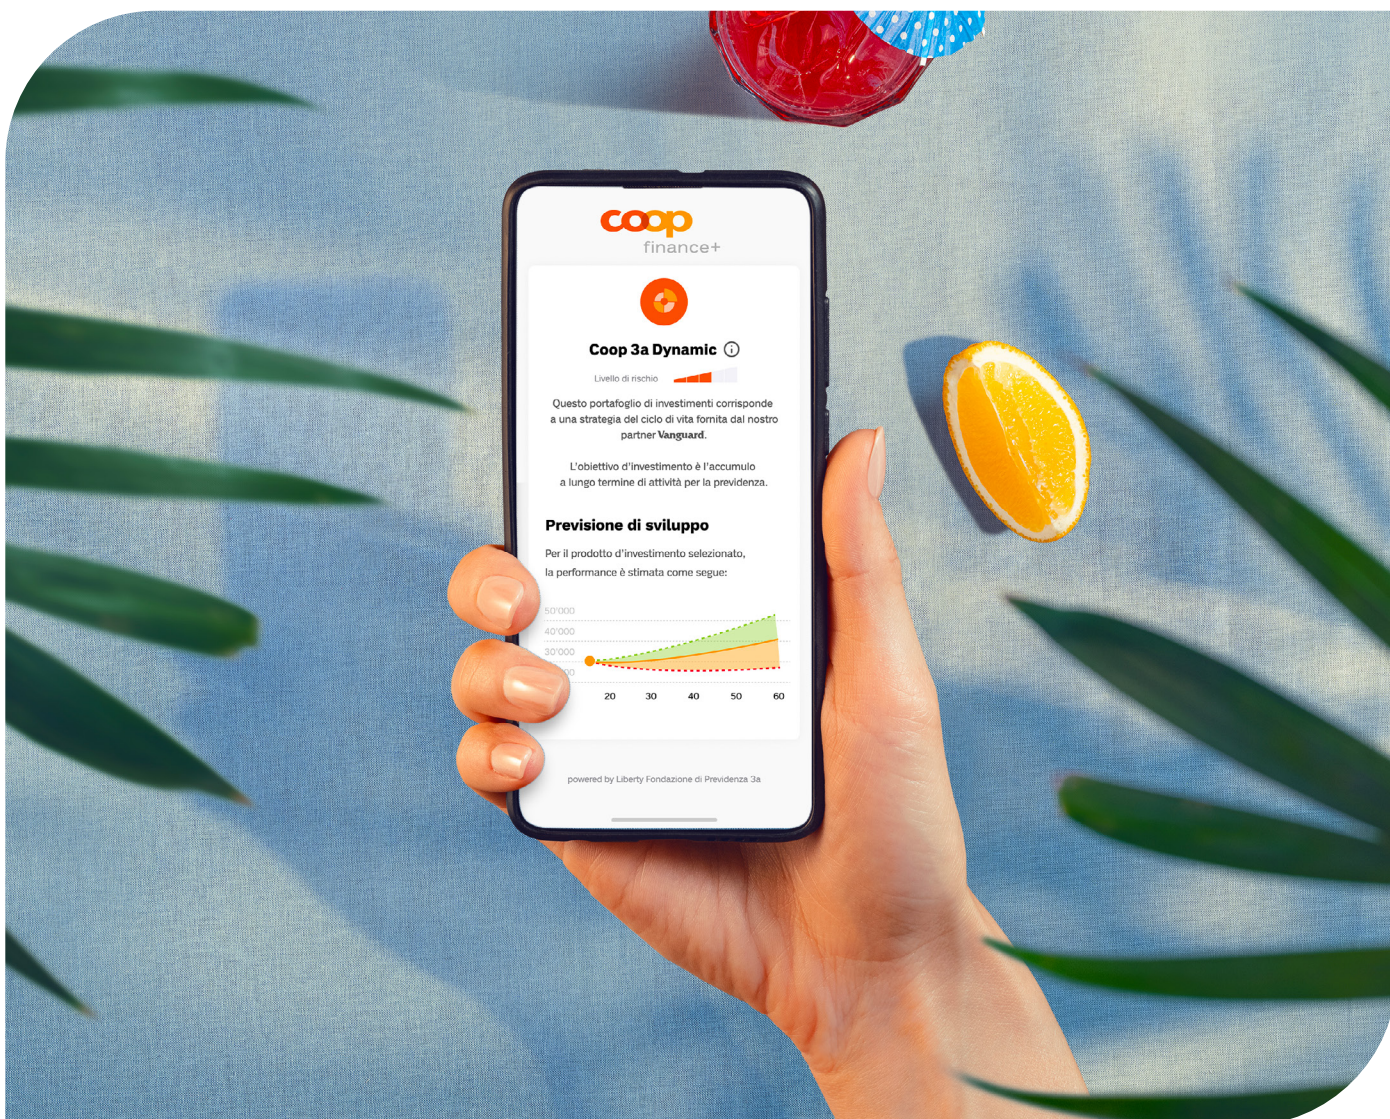 coop
finance+
Coop 3a Dynamic
Livello di rischio
Questo portafoglio di investimenti corrisponde
a una strategia del ciclo di vita fornita dal nostro
partner Vanguard.
L'obiettivo d'investimento è l'accumulo
a lungo termine di attività per la previdenza.
Previsione di sviluppo
Per il prodotto d'investimento selezionato,
la performance è stimata come segue:
50'000
40'000
30'000
20 30 40 50 60
powered by Liberty Fondazione di Previdenza 3a